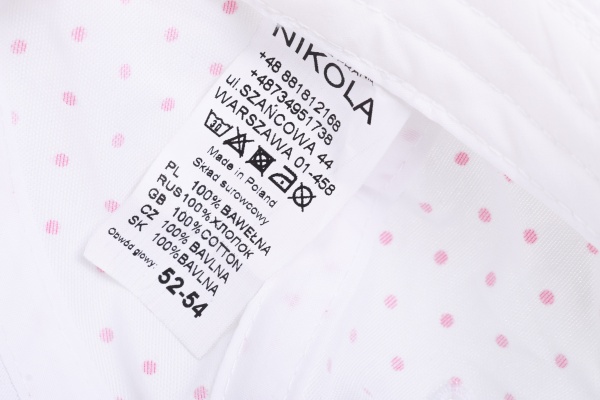 NIKOLA
+48 881812168
+48734951738
ul. SZAŃCOWA 44
WARSZAWA 01-458
30
Made in Poland
Skład surowcowy
PL 100% BAWEŁNA
RUS 100% ХЛОПОК
GB 100% COTTON
CZ 100% BAVLNA
SK 100%BAVLNA
Obwód głowy: 52-54